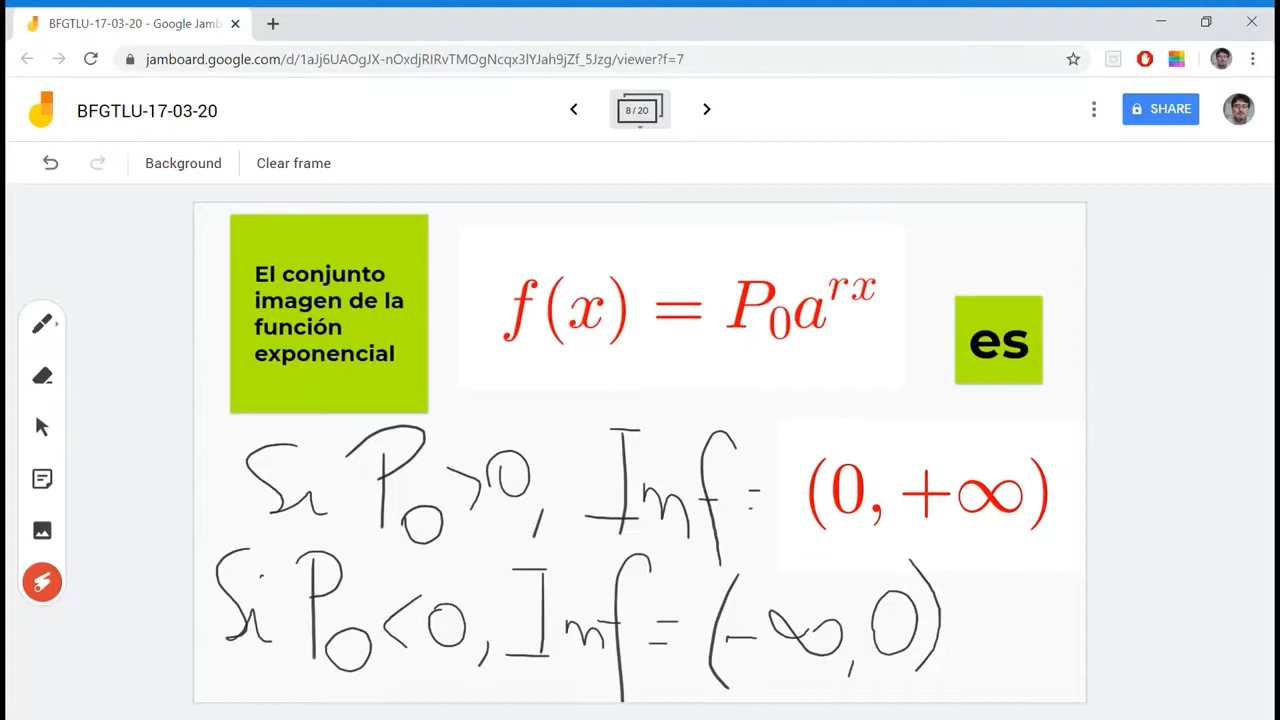 BFGTLU-17-03-20 - Google Jamb
jamboard.google.com/d/1aJj6UAOgJX-nOxdjRIRvTMOgNcqx3lYJah9jZf_5Jzg/viewer?f=7
BFGTLU-17-03-20
8 / 20
SHARE
Background
Clear frame
El conjunto
imagen de la
función
exponencial
f(x) = P₀a^{rx}
es
Si P₀>0, Im f = (0, +∞)
Si P₀<0, Im f = (-∞, 0)